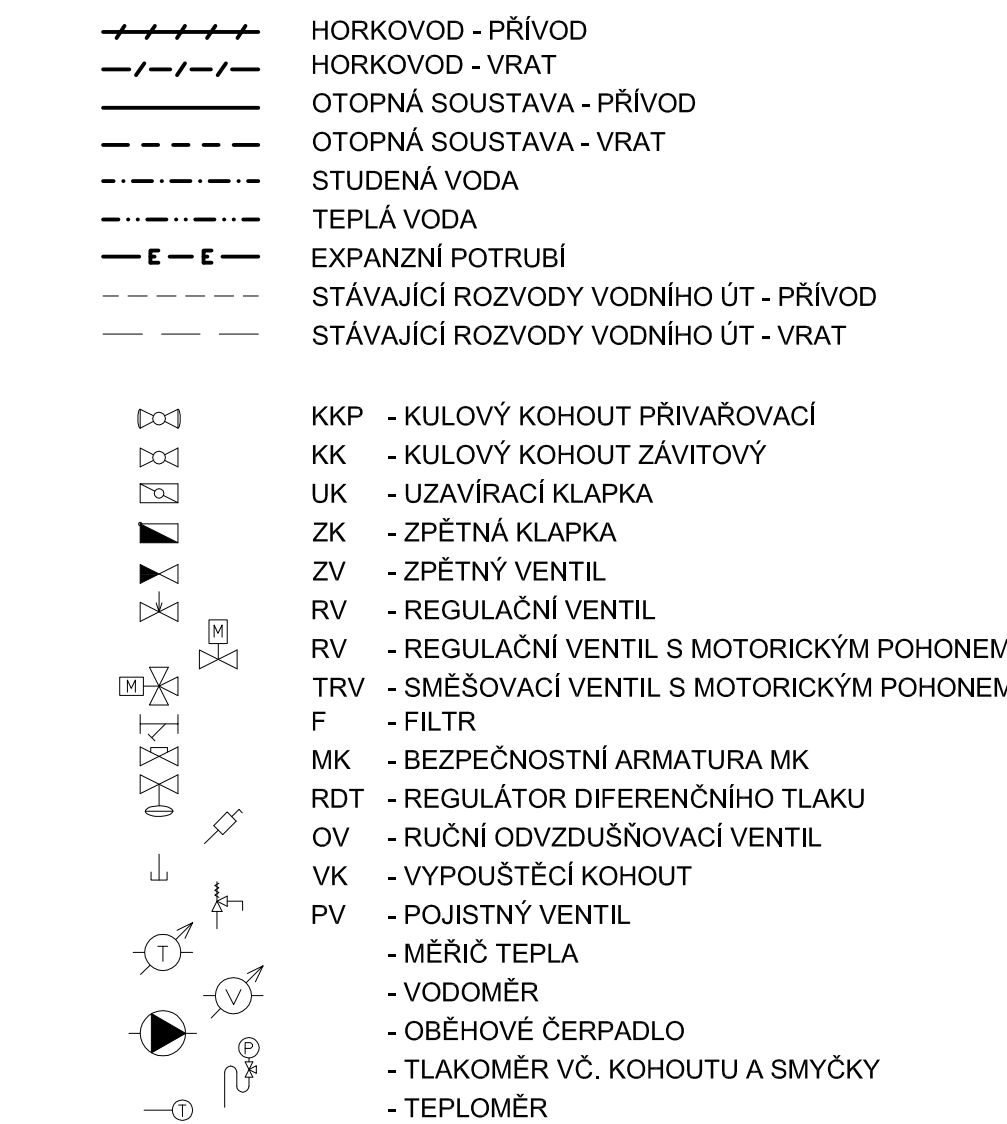 HORKOVOD - PŘÍVOD
HORKOVOD - VRAT
OTOPNÁ SOUSTAVA - PŘÍVOD
OTOPNÁ SOUSTAVA - VRAT
STUDENÁ VODA
TEPLÁ VODA
E E EXPANZNÍ POTRUBÍ
STÁVAJÍCÍ ROZVODY VODNÍHO ÚT - PŘÍVOD
STÁVAJÍCÍ ROZVODY VODNÍHO ÚT - VRAT
KKP - KULOVÝ KOHOUT PŘIVAŘOVACÍ
KK - KULOVÝ KOHOUT ZÁVITOVÝ
UK - UZAVÍRACÍ KLAPKA
ZK - ZPĚTNÁ KLAPKA
ZV - ZPĚTNÝ VENTIL
RV - REGULAČNÍ VENTIL
M RV - REGULAČNÍ VENTIL S MOTORICKÝM POHONEM
M TRV - SMĚŠOVACÍ VENTIL S MOTORICKÝM POHONEM
F - FILTR
MK - BEZPEČNOSTNÍ ARMATURA MK
RDT - REGULÁTOR DIFERENČNÍHO TLAKU
OV - RUČNÍ ODVZDUŠŇOVACÍ VENTIL
VK - VYPOUŠTĚCÍ KOHOUT
PV - POJISTNÝ VENTIL
T - MĚŘIČ TEPLA
V - VODOMĚR
- OBĚHOVÉ ČERPADLO
P - TLAKOMĚR VČ. KOHOUTU A SMYČKY
T - TEPLOMĚR